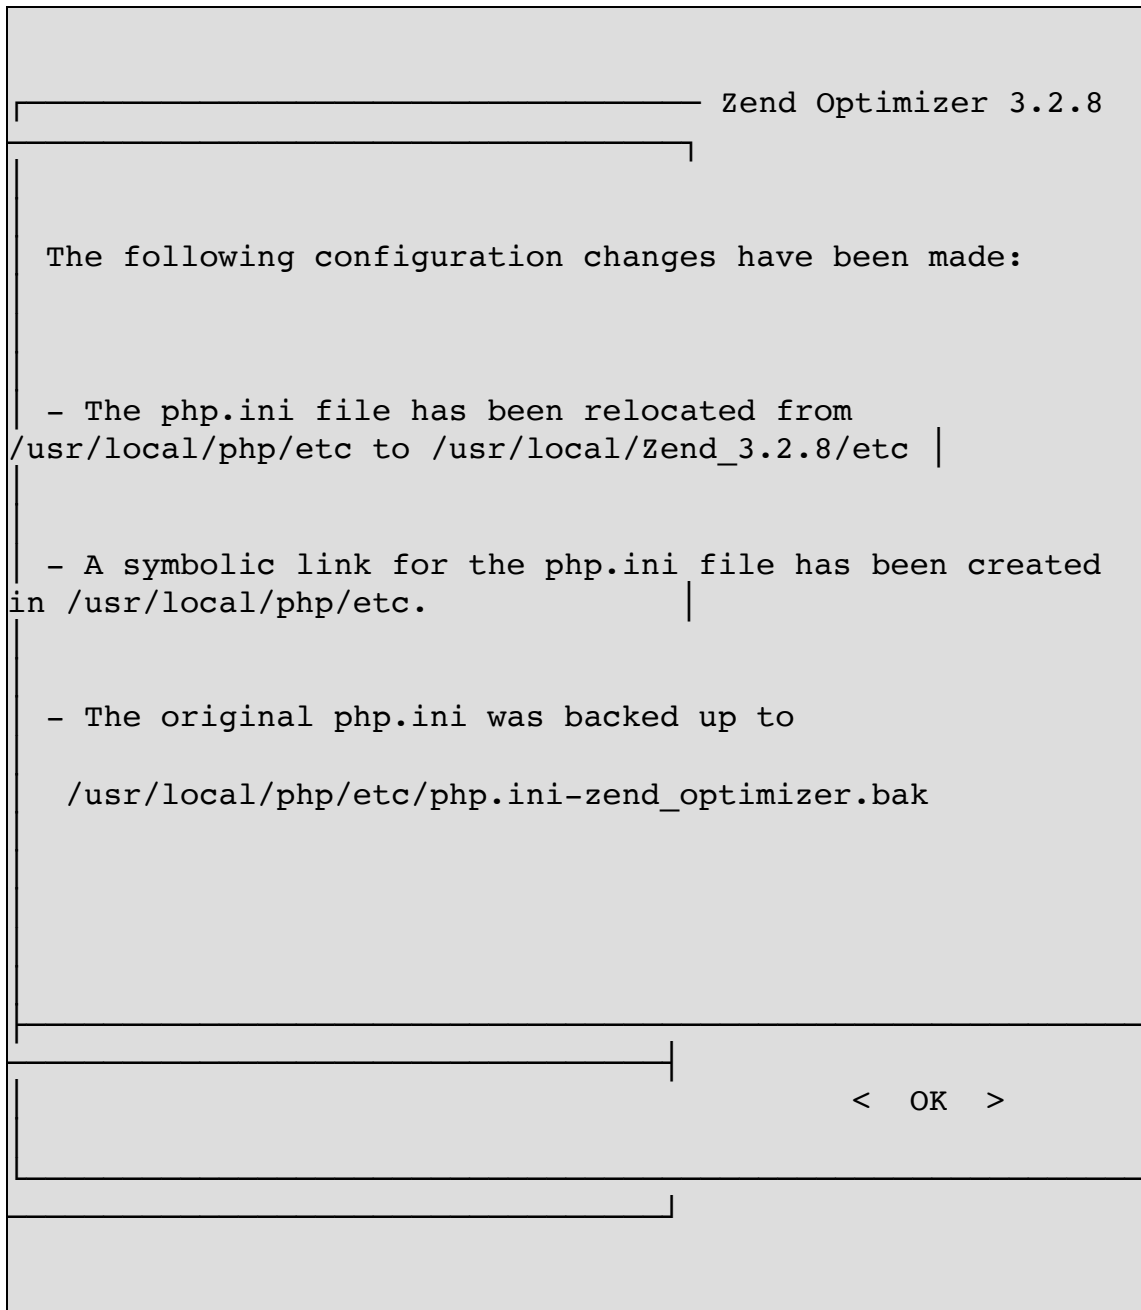 Zend Optimizer 3.2.8
The following configuration changes have been made:
- The php.ini file has been relocated from
/usr/local/php/etc to /usr/local/Zend_3.2.8/etc
- A symbolic link for the php.ini file has been created
in /usr/local/php/etc.
- The original php.ini was backed up to
/usr/local/php/etc/php.ini-zend_optimizer.bak
< OK >